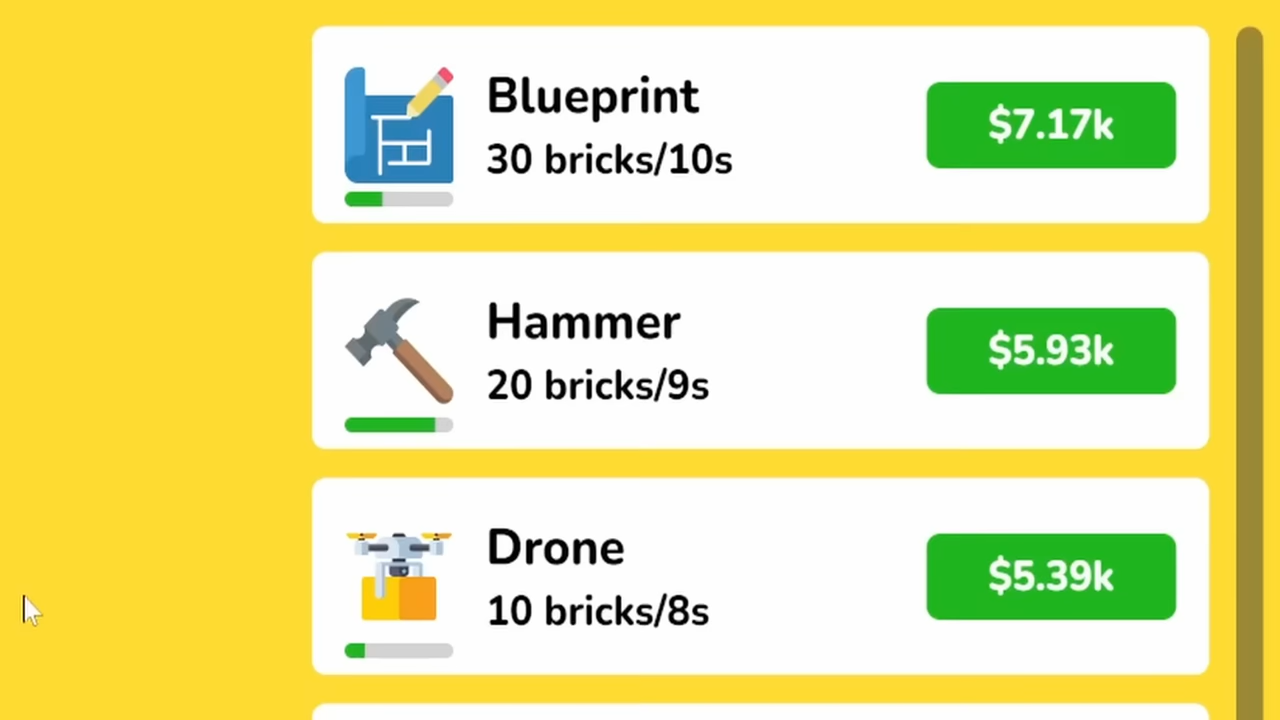 Blueprint
30 bricks/10s
$7.17k
Hammer
20 bricks/9s
$5.93k
Drone
10 bricks/8s
$5.39k